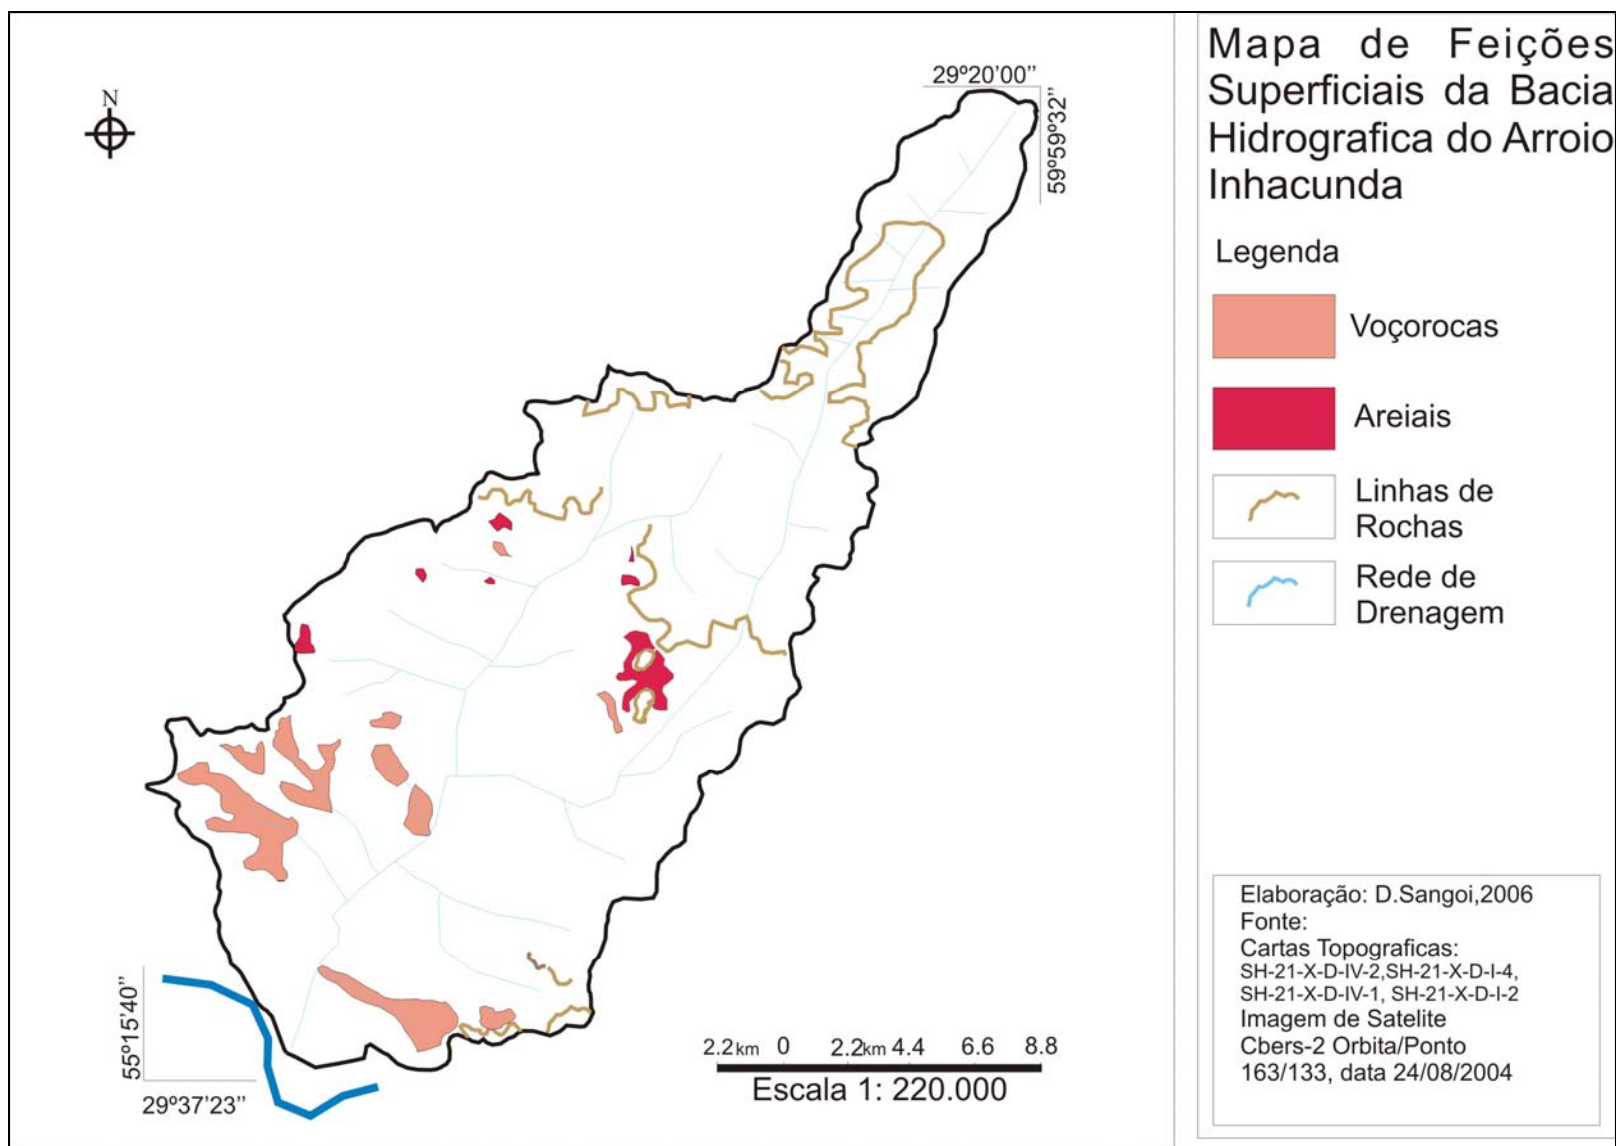 Mapa de Feições
Superficiais da Bacia
Hidrografica do Arroio
Inhacunda
Legenda
Voçorocas
Areiais
Linhas de
Rochas
Rede de
Drenagem
Elaboração: D.Sangoi,2006
Fonte:
Cartas Topograficas:
SH-21-X-D-IV-2,SH-21-X-D-I-4,
SH-21-X-D-IV-1, SH-21-X-D-I-2
Imagem de Satelite
Cbers-2 Orbita/Ponto
163/133, data 24/08/2004
N
29º20'00’’
59º59'32’’
55º15'40’’
29º37'23’’
2.2km 0 2.2km 4.4 6.6 8.8
Escala 1: 220.000